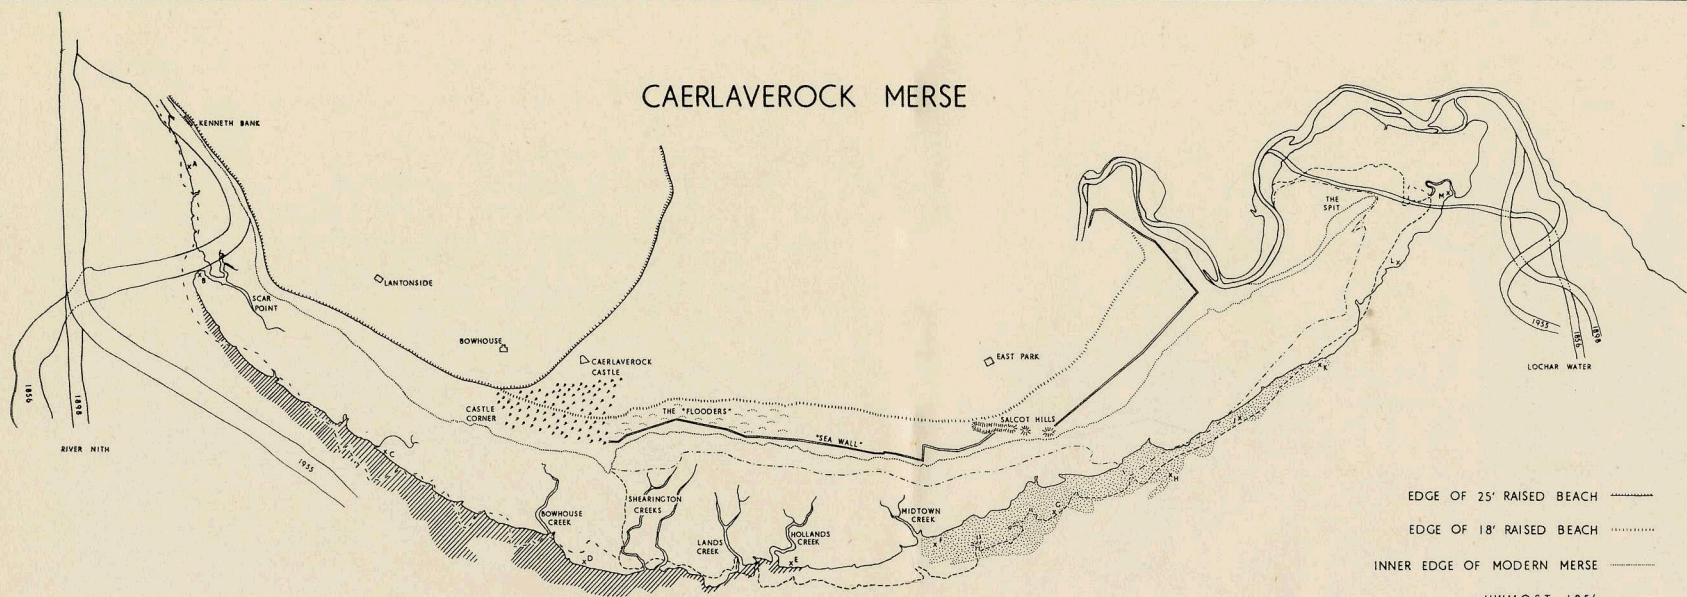 CAERLAVEROCK MERSE
KENNETH BANK
A
B
SCAR
POINT
LANTONSIDE
BOWHOUSE
CAERLAVEROCK
CASTLE
CASTLE
CORNER
THE "FLOODERS"
"SEA WALL"
EAST PARK
SALCOT HILLS
THE
SPIT
M
L
K
1955
1856
1898
LOCHAR WATER
1856
1898
RIVER NITH
1955
C
BOWHOUSE
CREEK
D
SHEARINGTON
CREEKS
LANDS
CREEK
HOLLANDS
CREEK
E
MIDTOWN
CREEK
F
G
H
EDGE OF 25' RAISED BEACH
EDGE OF 18' RAISED BEACH
INNER EDGE OF MODERN MERSE